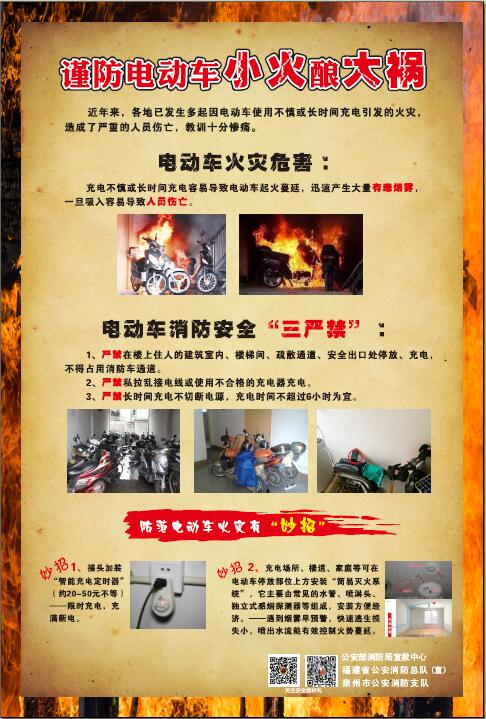 谨防电动车小火酿大祸
近年来，各地已发生多起因电动车使用不慎或长时间充电引发的火灾，
造成了严重的人员伤亡，教训十分惨痛。
电动车火灾危害：
充电不慎或长时间充电容易导致电动车起火蔓延，迅速产生大量有毒烟雾，
一旦吸入容易导致人员伤亡。
电动车消防安全“三严禁”：
1、严禁在楼上住人的建筑室内、楼梯间、疏散通道、安全出口处停放、充电，
不得占用消防车通道。
2、严禁私拉乱接电线或使用不合格的充电器充电。
3、严禁长时间充电不切断电源，充电时间不超过6小时为宜。
防范电动车火灾有“妙招”
妙招1、接头加装
“智能充电定时器”
（约20-50元不等）
——限时充电，充
满断电。
妙招2、充电场所、楼道、家庭等可在
电动车停放部位上方安装“简易灭火系
统”，它主要由常见的水管、喷淋头、
独立式感烟探测器等组成，安装方便经
济。——遇到烟雾早预警，快速逃生损
失小，喷出水流能有效控制火势蔓延。
公安部消防局宣教中心
福建省公安消防总队(宣)
泉州市公安消防支队
关注安全拿好礼